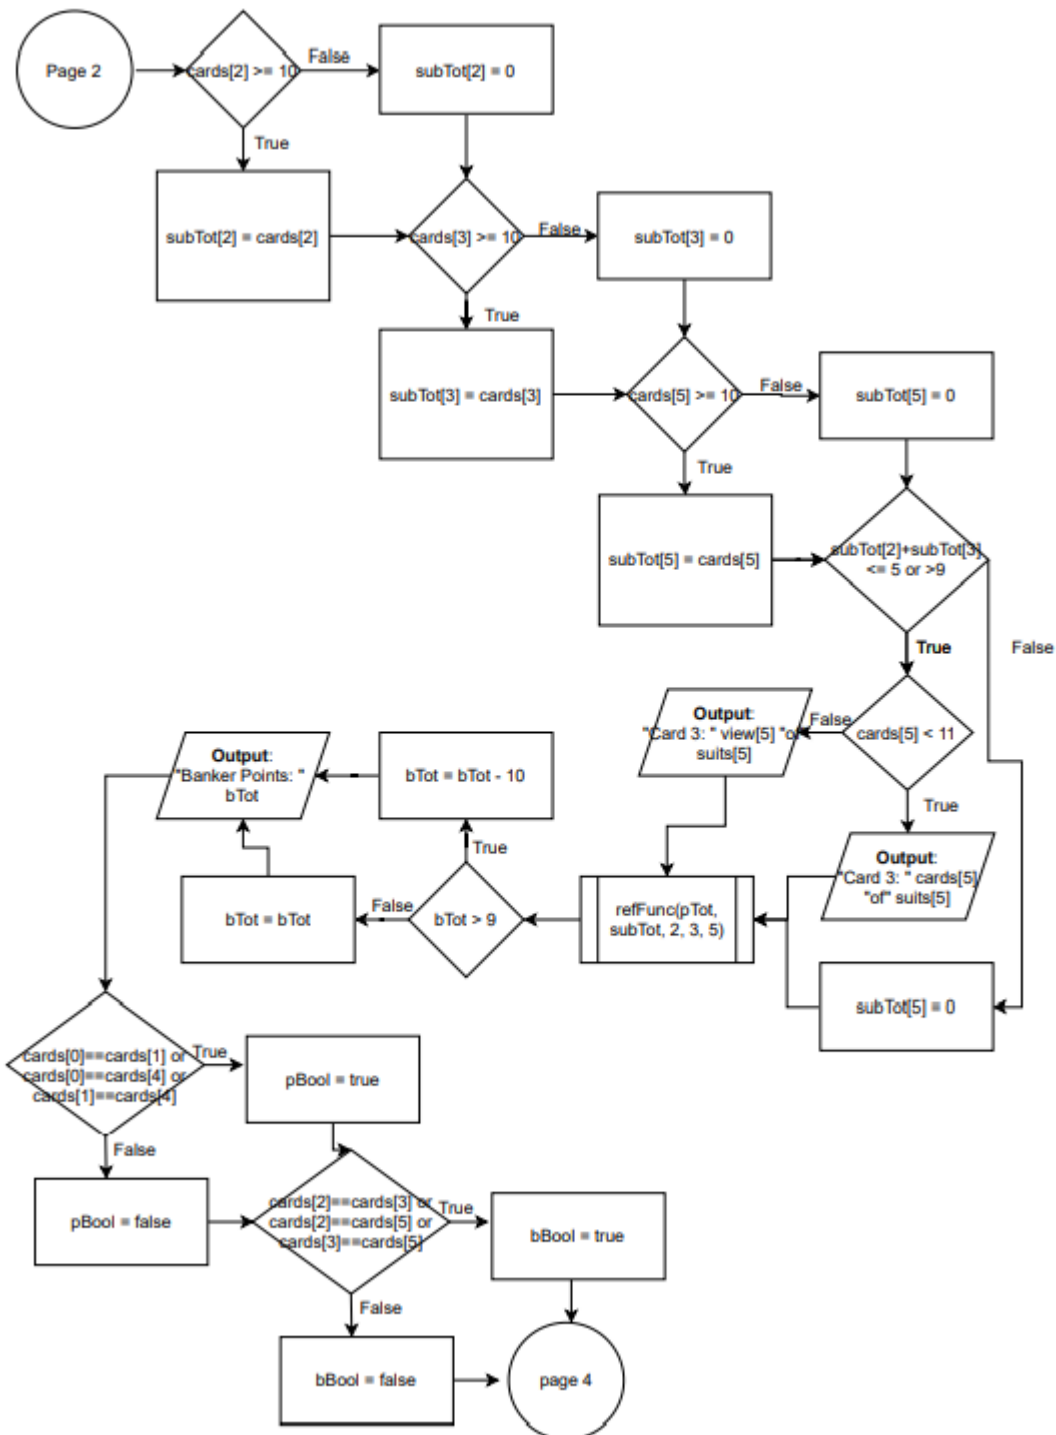 Page 2
cards[2] >= 10
False
subTot[2] = 0
True
subTot[2] = cards[2]
cards[3] >= 10
False
subTot[3] = 0
True
subTot[3] = cards[3]
cards[5] >= 10
False
subTot[5] = 0
True
subTot[5] = cards[5]
subTot[2]+subTot[3]
<= 5 or >9
True
False
cards[5] < 11
False
Output:
"Card 3: " view[5] "of
suits[5]
True
Output:
"Card 3: " cards[5]
"of" suits[5]
subTot[5] = 0
refFunc(pTot,
subTot, 2, 3, 5)
bTot > 9
True
bTot = bTot - 10
False
bTot = bTot
Output:
"Banker Points: "
bTot
cards[0]==cards[1] or
cards[0]==cards[4] or
cards[1]==cards[4]
True
pBool = true
False
pBool = false
cards[2]==cards[3] or
cards[2]==cards[5] or
cards[3]==cards[5]
True
bBool = true
False
bBool = false
page 4